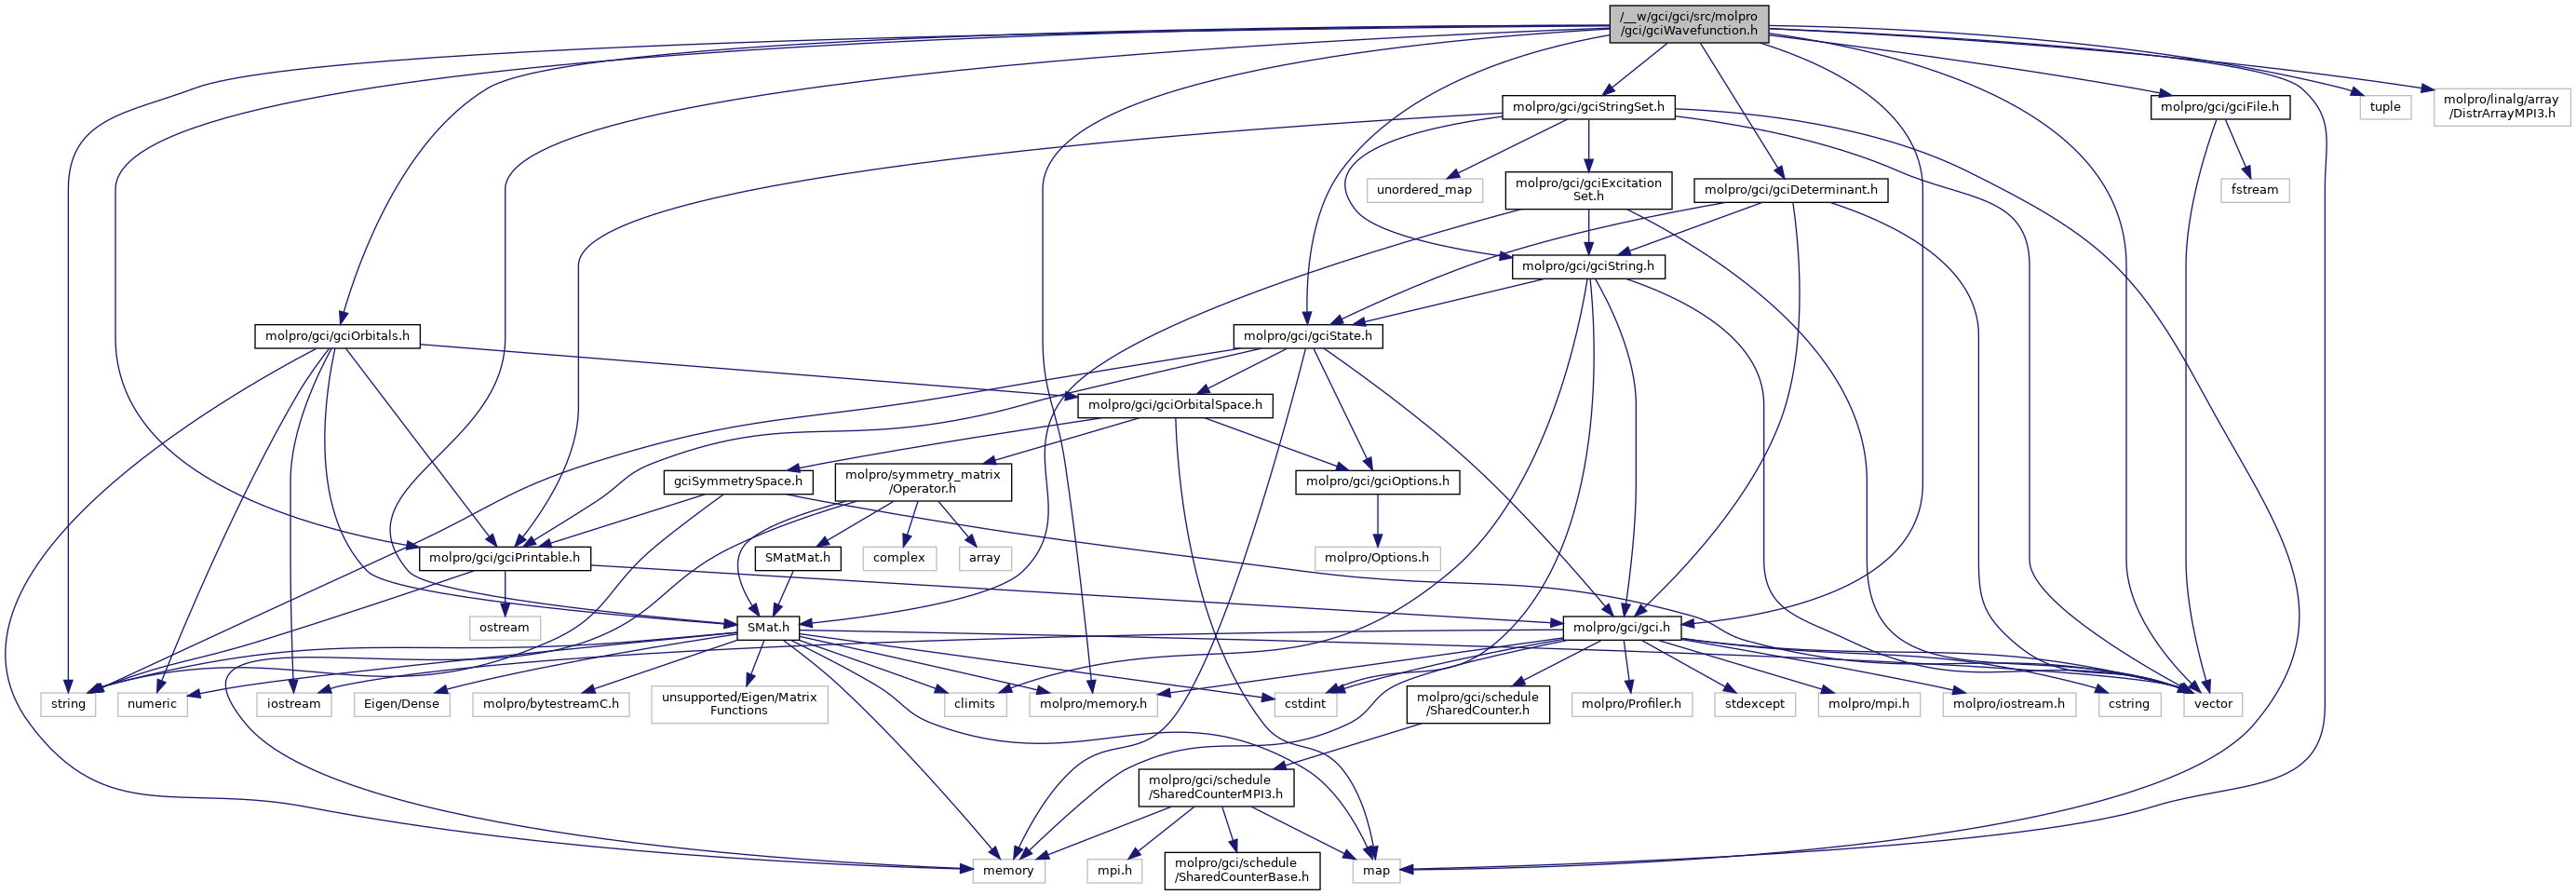 /__w/gci/gci/src/molpro
/gci/gciWavefunction.h
molpro/gci/gciStringSet.h
molpro/gci/gciFile.h
tuple
molpro/linalg/array
/DistrArrayMPI3.h
unordered_map
molpro/gci/gciExcitation
Set.h
molpro/gci/gciDeterminant.h
fstream
molpro/gci/gciString.h
molpro/gci/gciOrbitals.h
molpro/gci/gciState.h
molpro/gci/gciOrbitalSpace.h
gciSymmetrySpace.h
molpro/symmetry_matrix
/Operator.h
molpro/gci/gciOptions.h
molpro/gci/gciPrintable.h
SMatMat.h
complex
array
molpro/Options.h
ostream
SMat.h
molpro/gci/gci.h
string
numeric
iostream
Eigen/Dense
molpro/bytestreamC.h
unsupported/Eigen/Matrix
Functions
climits
molpro/memory.h
cstdint
molpro/gci/schedule
/SharedCounter.h
molpro/Profiler.h
stdexcept
molpro/mpi.h
molpro/iostream.h
cstring
vector
molpro/gci/schedule
/SharedCounterMPI3.h
memory
mpi.h
molpro/gci/schedule
/SharedCounterBase.h
map